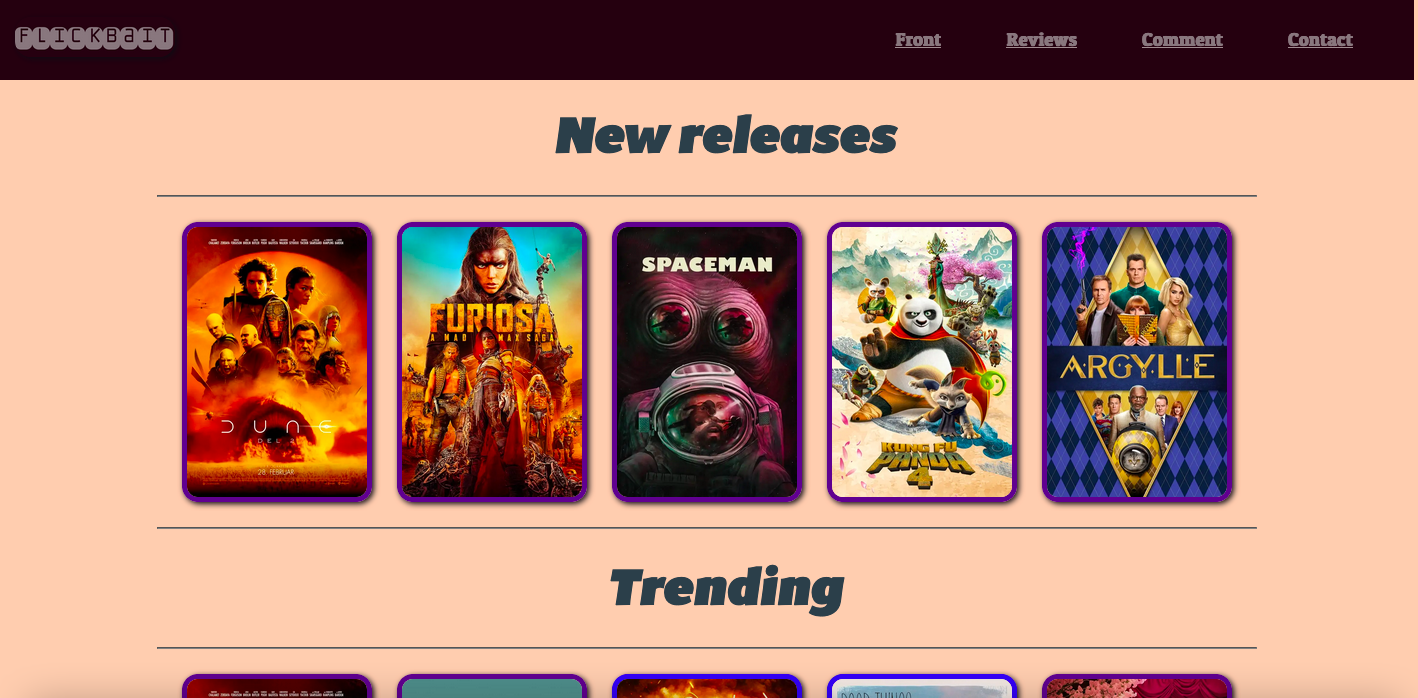 FLICKBaIT
Front Reviews Comment Contact
New releases
DUNE
DEL 2
28. FEBRUAR
FURIOSA
A MAD MAX SAGA
SPACEMAN
KUNG FU
PANDA
4
ARGYLLE
Trending